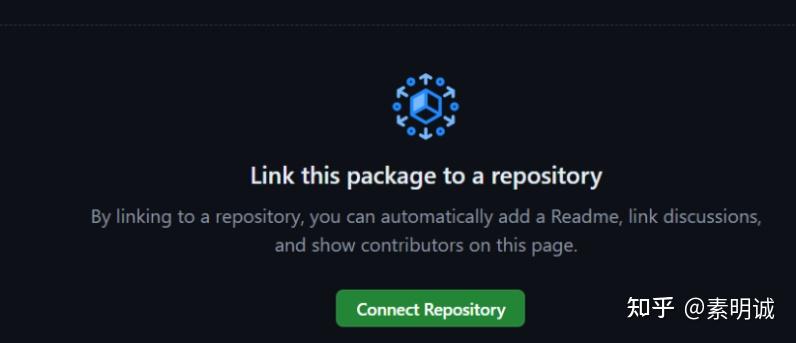 Link this package to a repository
By linking to a repository, you can automatically add a Readme, link discussions,
and show contributors on this page.
Connect Repository
知乎 @素明诚